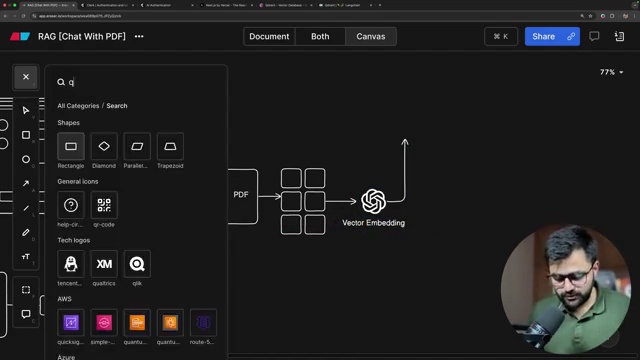 RAG [Chat With PDF]
Document
Both
Canvas
⌘ K
Share
77%
q
All Categories / Search
Shapes
Rectangle
Diamond
Parallel...
Trapezoid
General icons
help-cir...
qr-code
Tech logos
XM
tencent...
qualtrics
qlik
AWS
quicksig...
simple-...
quantu...
quantu...
route-5...
Azure
PDF
Vector Embedding